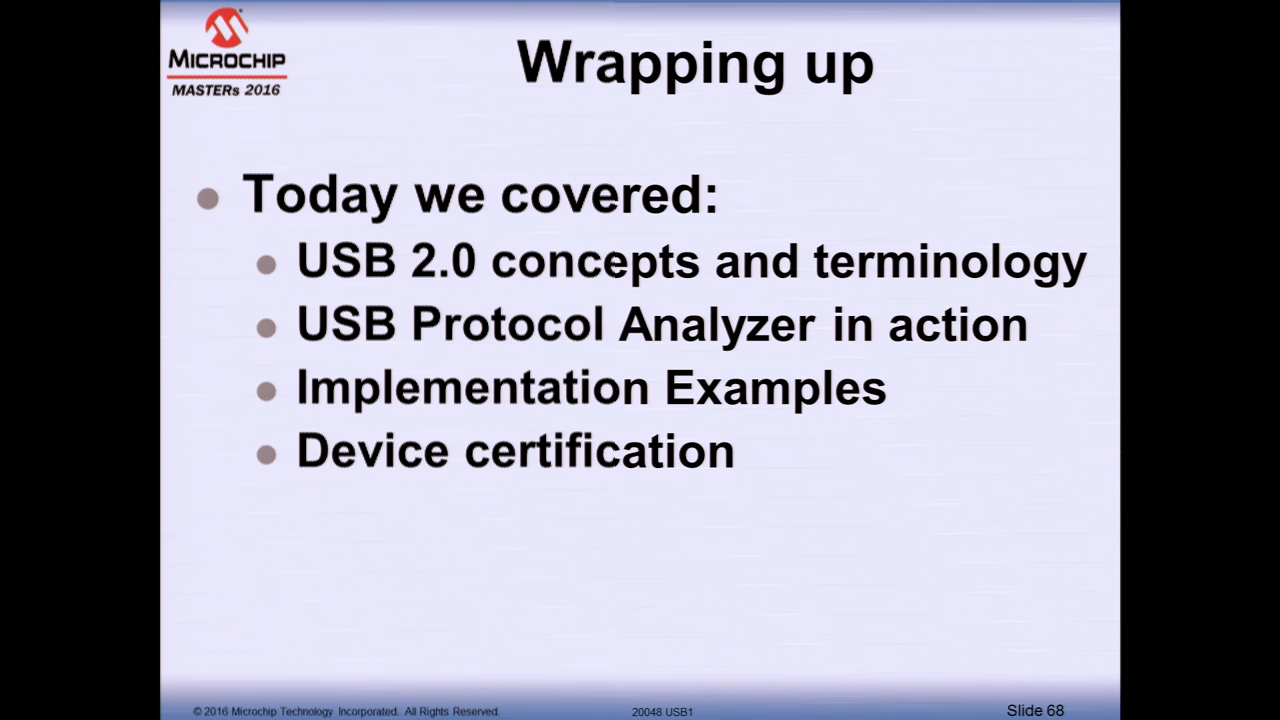 MICROCHIP
MASTERs 2016
Wrapping up
Today we covered:
USB 2.0 concepts and terminology
USB Protocol Analyzer in action
Implementation Examples
Device certification
© 2016 Microchip Technology Incorporated. All Rights Reserved.
20048 USB1
Slide 68